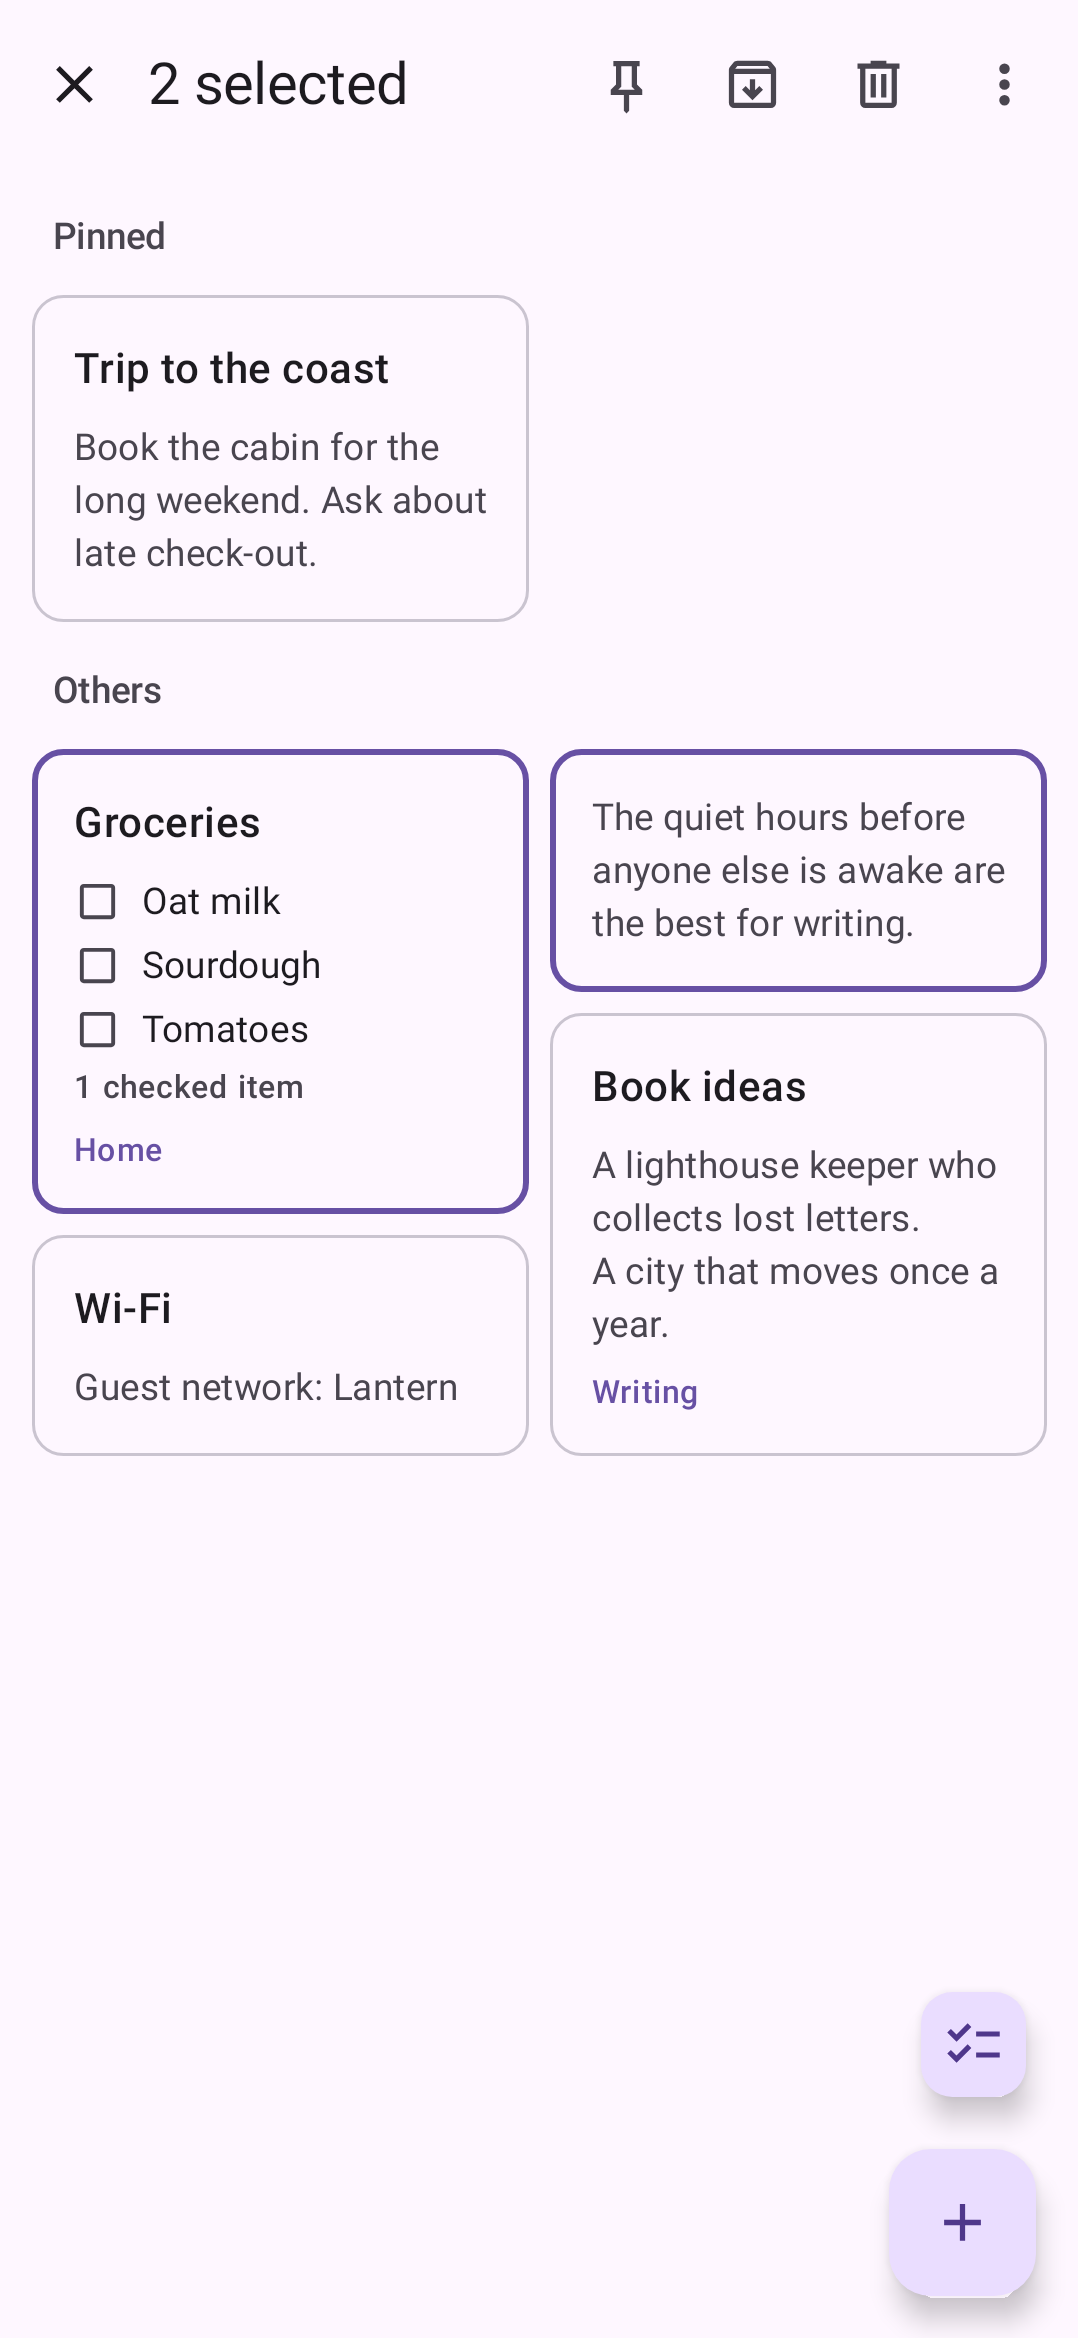 2 selected
Pinned
Trip to the coast
Book the cabin for the
long weekend. Ask about
late check-out.
Others
Groceries
Oat milk
Sourdough
Tomatoes
1 checked item
Home
The quiet hours before
anyone else is awake are
the best for writing.
Wi-Fi
Guest network: Lantern
Book ideas
A lighthouse keeper who
collects lost letters.
A city that moves once a
year.
Writing